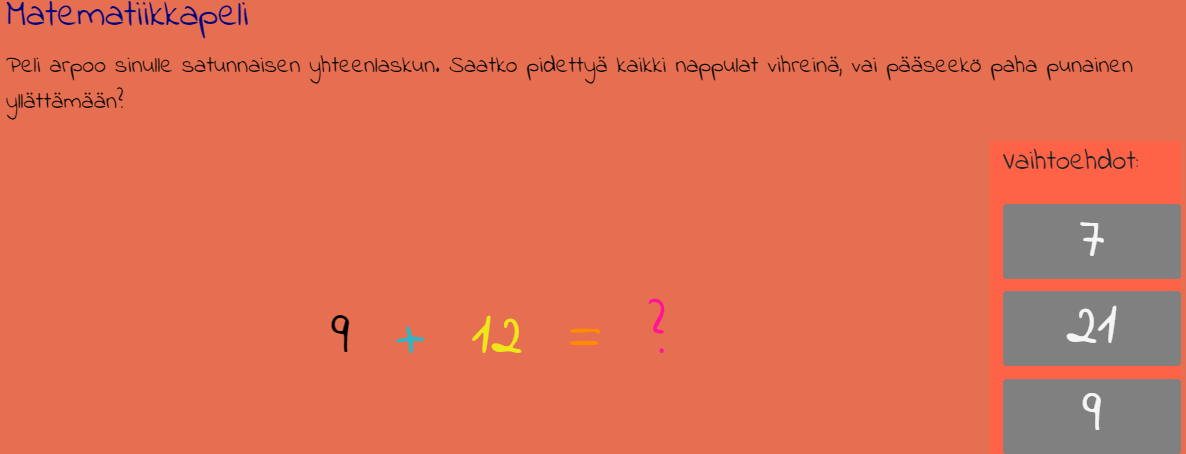 Matematiikkapeli
Peli arpoo sinulle satunnaisen yhteenlaskun. Saatko pidettyä kaikki nappulat vihreinä, vai pääseekö paha punainen
yllättämään?
Vaihtoehdot:
7
21
9
9 + 12 = ?